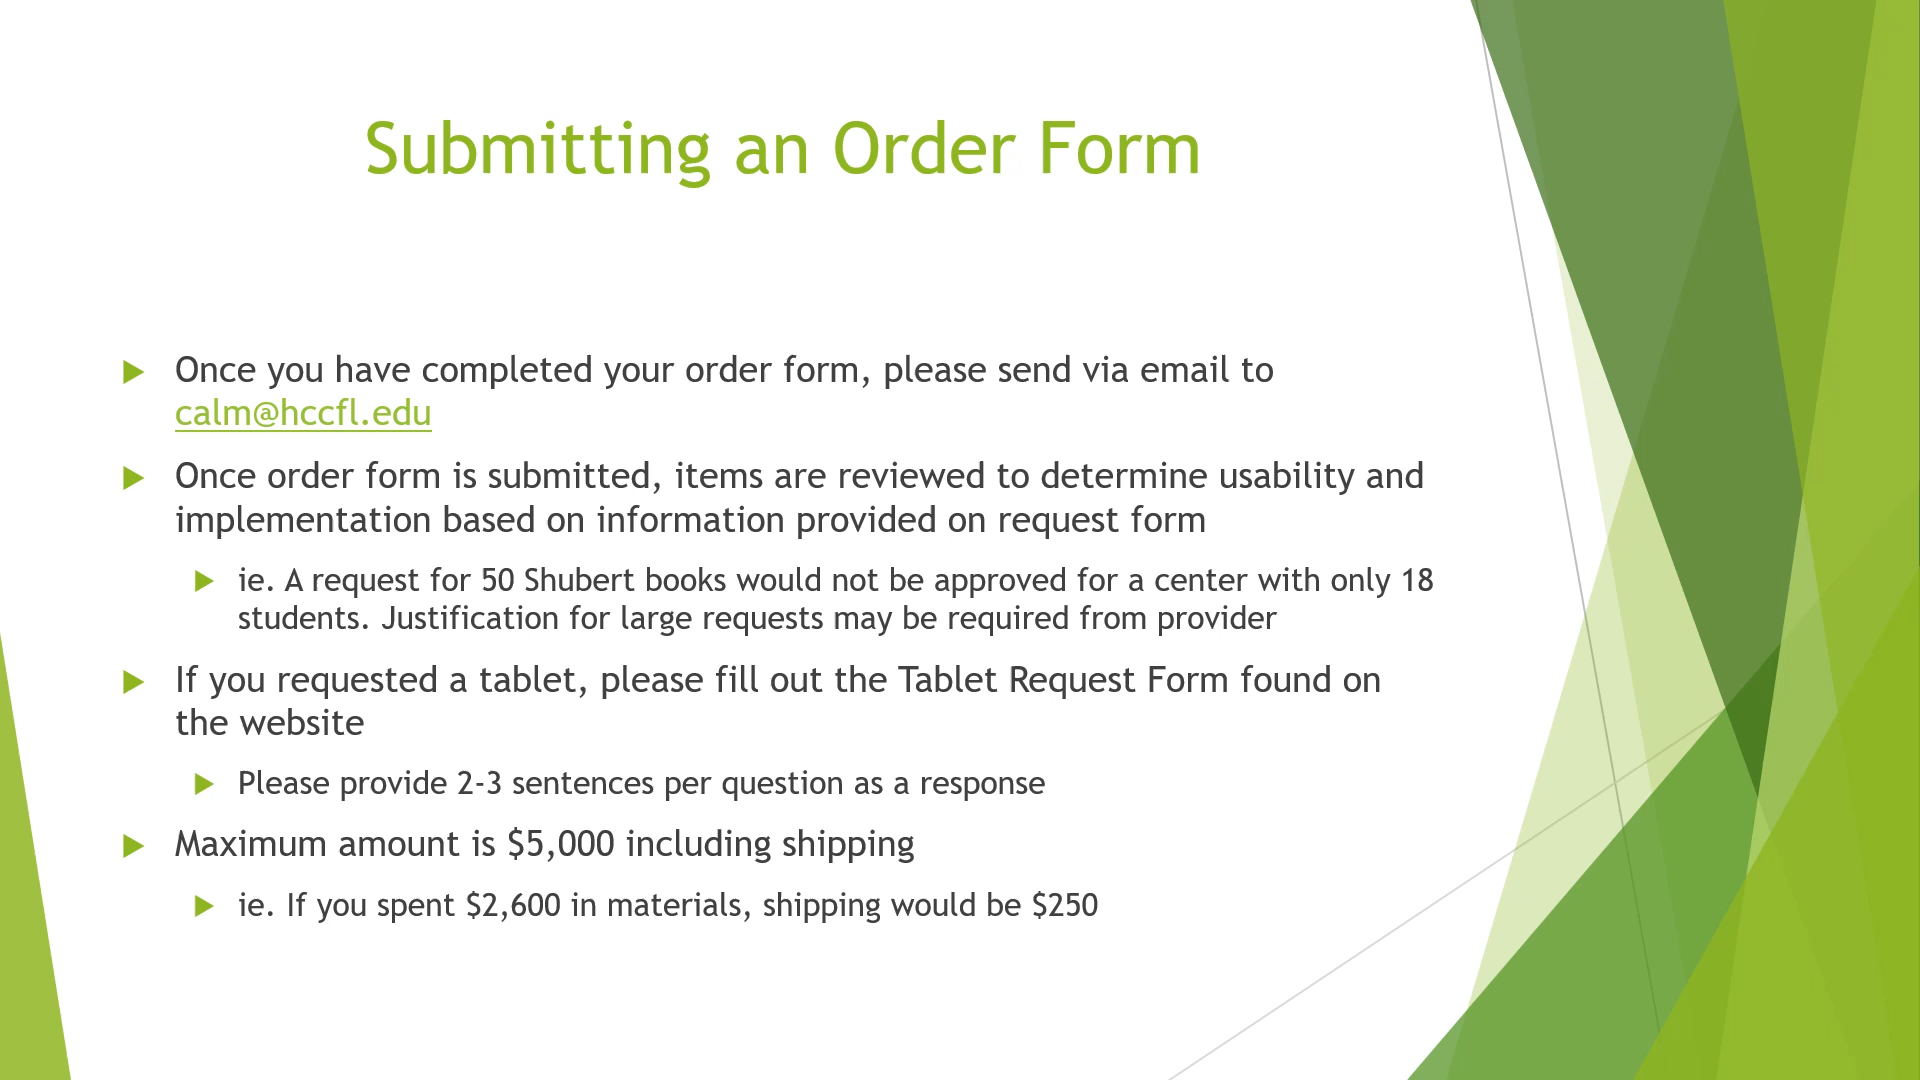 Submitting an Order Form
Once you have completed your order form, please send via email to
calm@hccfl.edu
Once order form is submitted, items are reviewed to determine usability and
implementation based on information provided on request form
ie. A request for 50 Shubert books would not be approved for a center with only 18
students. Justification for large requests may be required from provider
If you requested a tablet, please fill out the Tablet Request Form found on
the website
Please provide 2-3 sentences per question as a response
Maximum amount is $5,000 including shipping
ie. If you spent $2,600 in materials, shipping would be $250